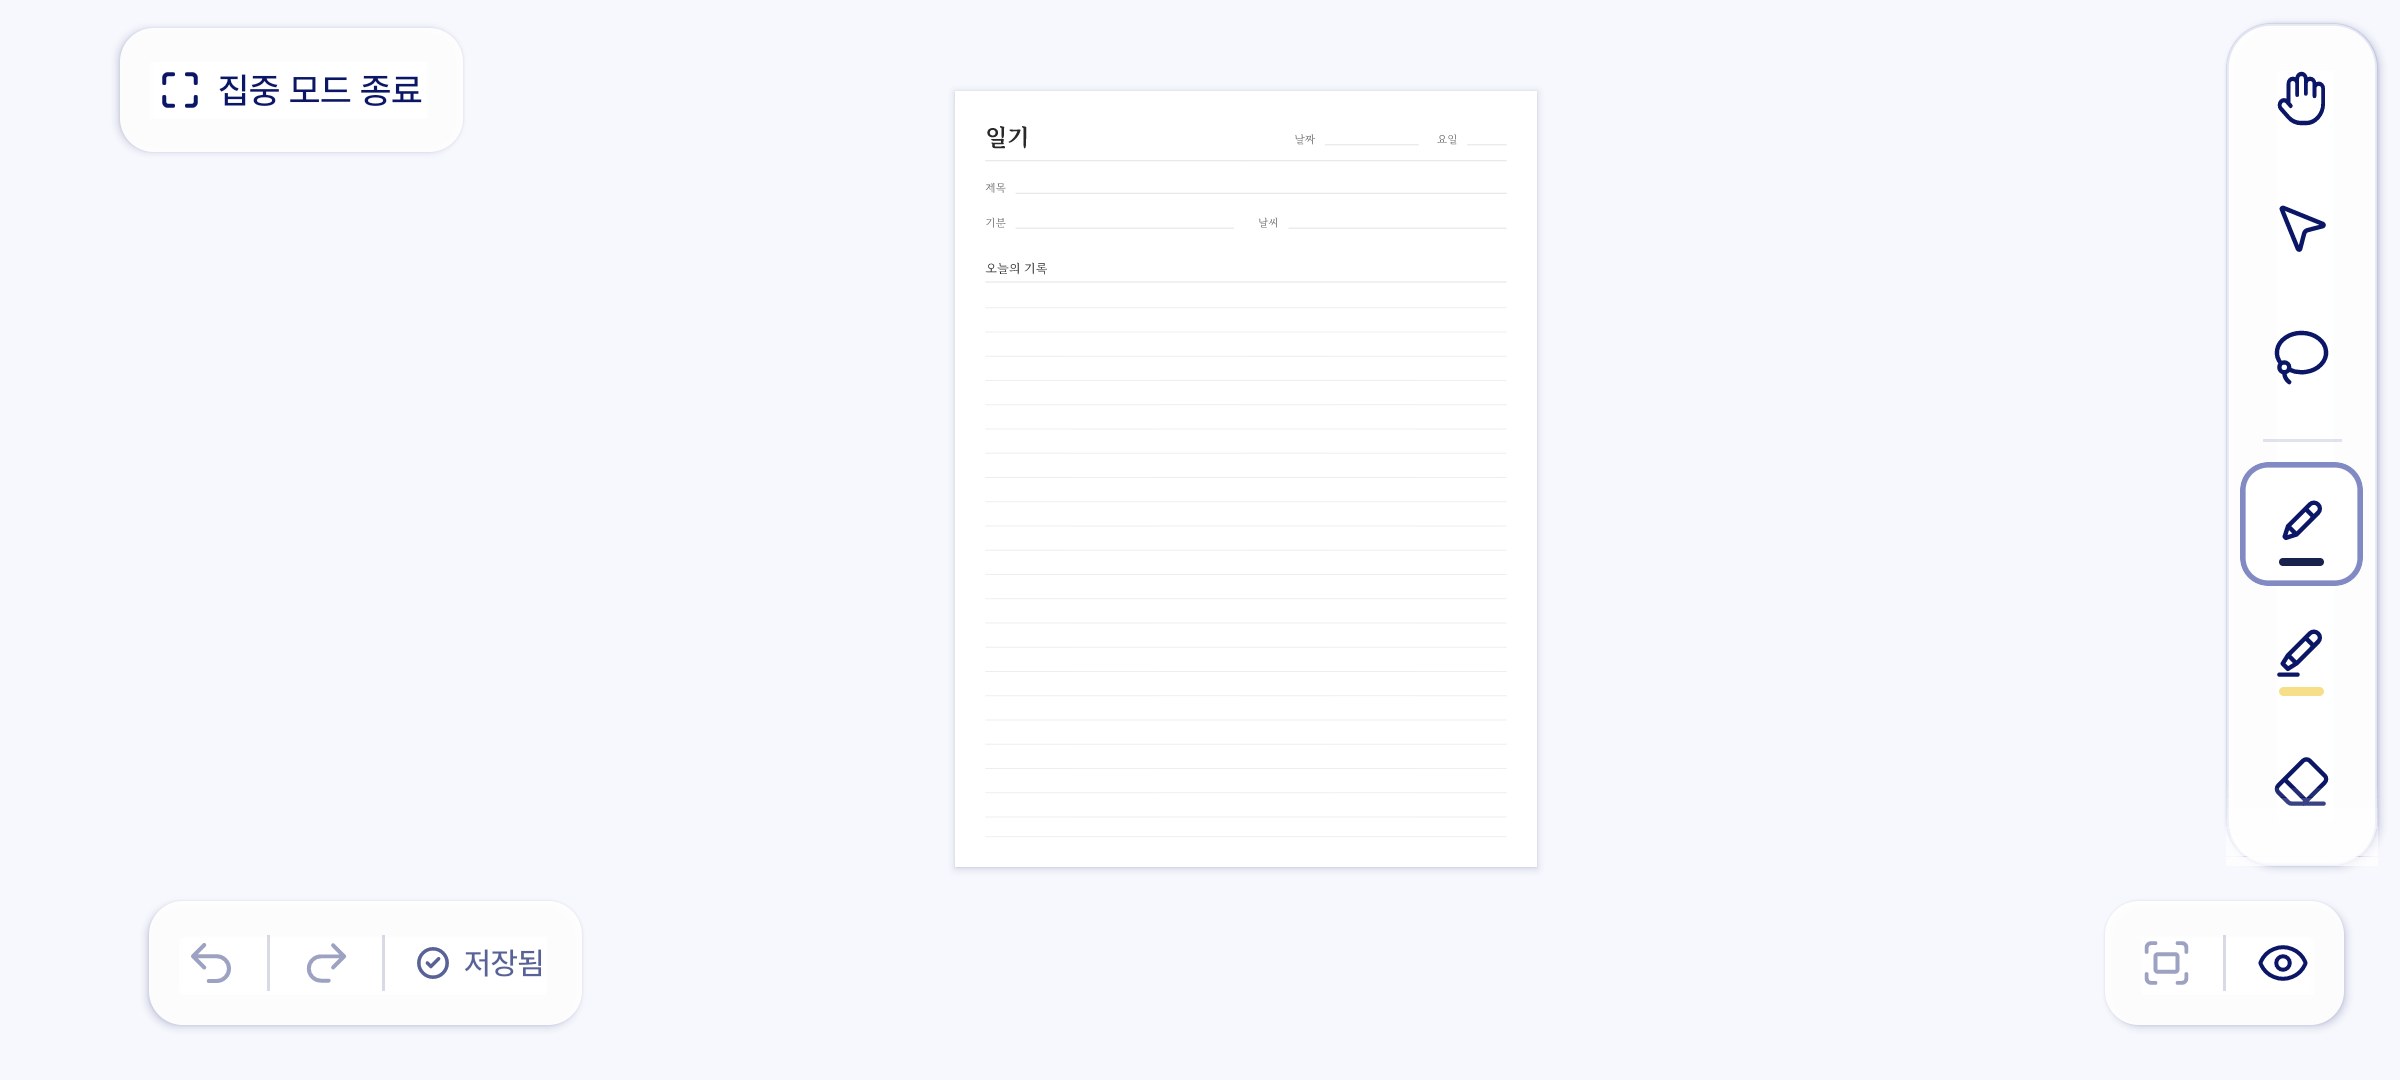 집중 모드 종료
일기 날짜 요일
제목
기분 날씨
오늘의 기록
저장됨